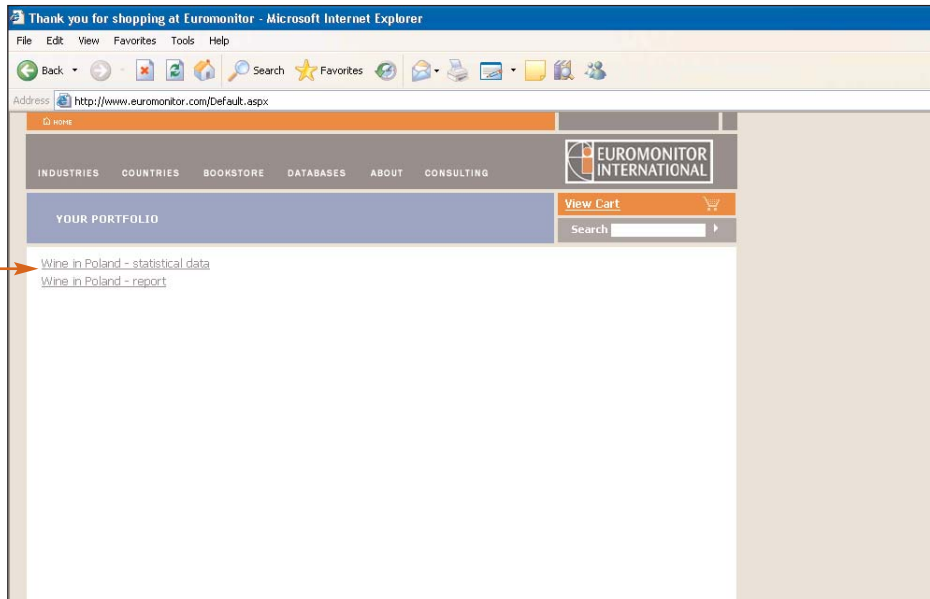 Thank you for shopping at Euromonitor - Microsoft Internet Explorer
File Edit View Favorites Tools Help
Back Search Favorites
Address http://www.euromonitor.com/Default.aspx
HOME
INDUSTRIES COUNTRIES BOOKSTORE DATABASES ABOUT CONSULTING
EUROMONITOR
INTERNATIONAL
YOUR PORTFOLIO
View Cart
Search
Wine in Poland - statistical data
Wine in Poland - report